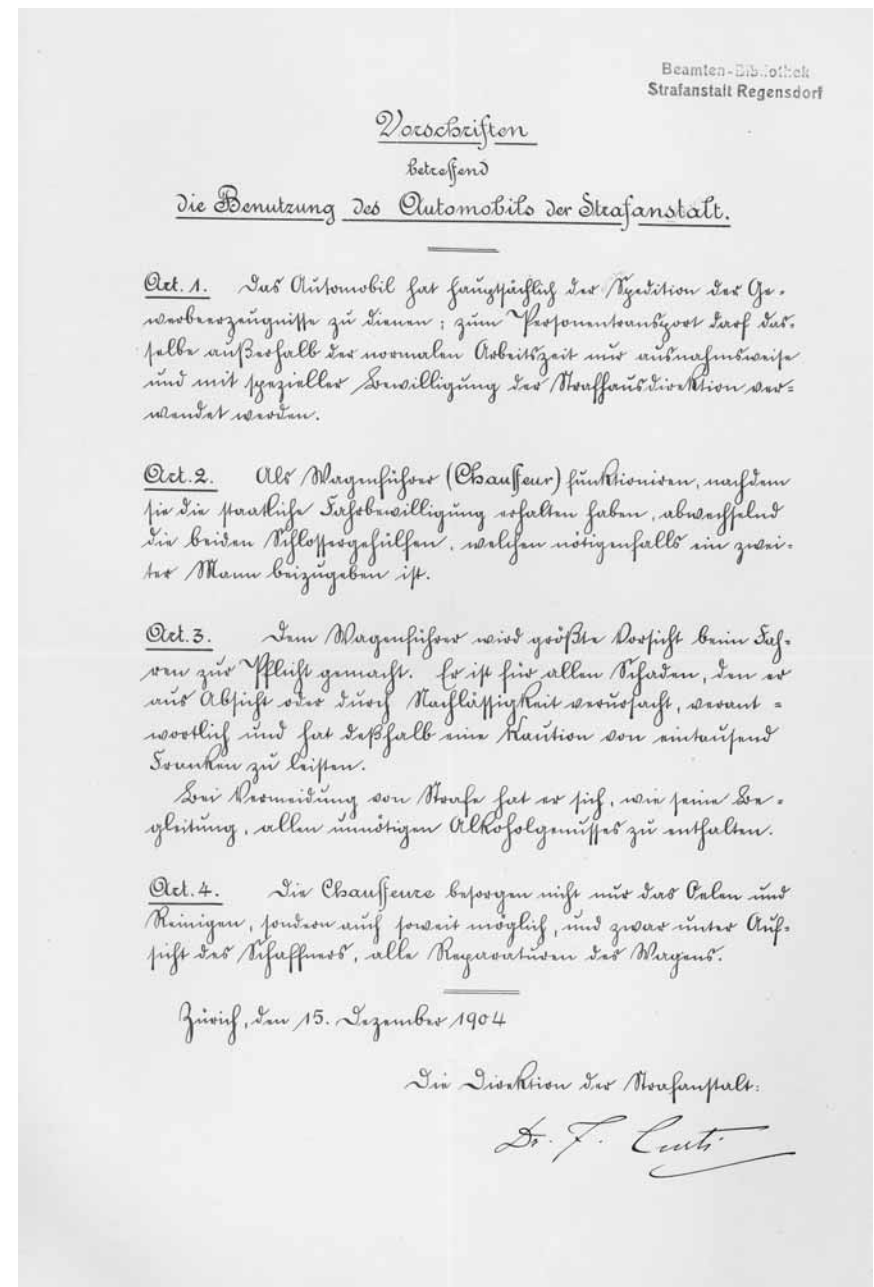 Beamten-Bibliothek
Strafanstalt Regensdorf
Vorschriften
betreffend
die Benutzung des Automobils der Strafanstalt.
Art. 1. Das Automobil hat hauptsächlich der Spedition der Ge-
werbeerzeugnisse zu dienen; zum Personentransport darf das-
selbe außerhalb der normalen Arbeitszeit nur ausnahmsweise
und mit spezieller Bewilligung der Strafhausdirektion ver-
wendet werden.
Art. 2. Als Wagenführer (Chauffeur) funktioniren, nachdem
sie die staatliche Fahrbewilligung erhalten haben, abwechselnd
die beiden Schlossergehülfen, welchen nötigenfalls ein zwei-
ter Mann beizugeben ist.
Art. 3. Dem Wagenführer wird größte Vorsicht beim Fah-
ren zur Pflicht gemacht. Er ist für allen Schaden, den er
aus Absicht oder durch Nachlässigkeit verursacht, verant-
wortlich und hat deßhalb eine Kaution von eintausend
Franken zu leisten.
Bei Vermeidung von Strafe hat er sich, wie seine Be-
gleitung, allen unnötigen Alkoholgenusses zu enthalten.
Art. 4. Die Chauffeure besorgen nicht nur das Oelen und
Reinigen, sondern auch soweit möglich, und zwar unter Auf-
sicht des Schaffners, alle Reparaturen des Wagens.
Zürich, den 15. Dezember 1904
Die Direktion der Strafanstalt:
Dr. F. Curti